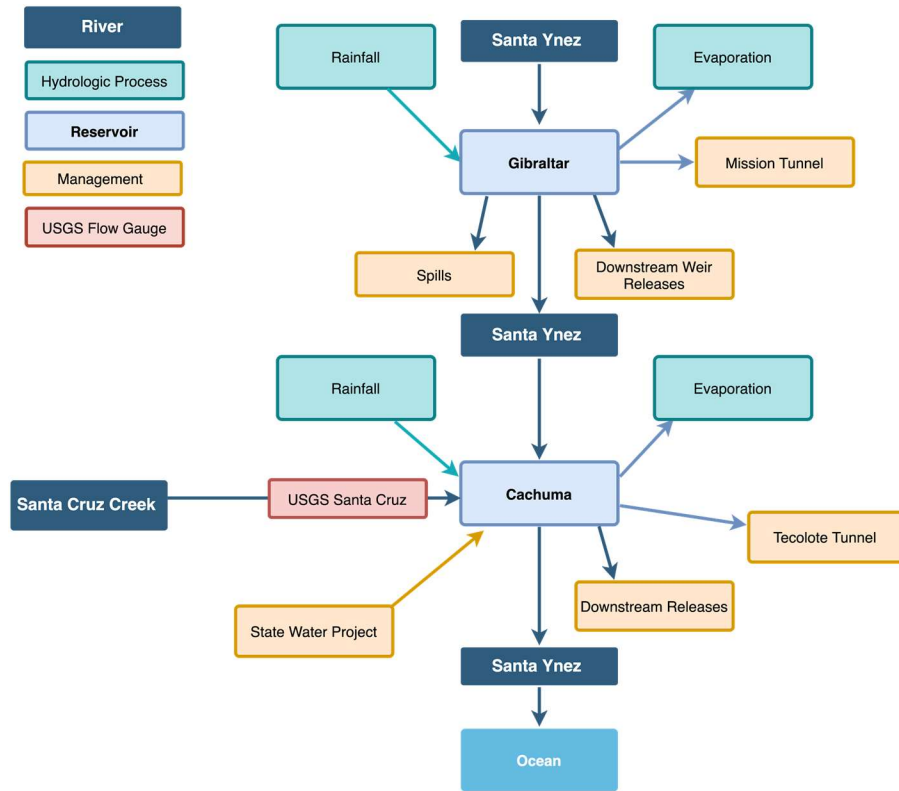 River
Hydrologic Process
Reservoir
Management
USGS Flow Gauge
Rainfall
Santa Ynez
Evaporation
Gibraltar
Mission Tunnel
Spills
Downstream Weir
Releases
Santa Ynez
Rainfall
Evaporation
Santa Cruz Creek
USGS Santa Cruz
Cachuma
Tecolote Tunnel
State Water Project
Downstream Releases
Santa Ynez
Ocean